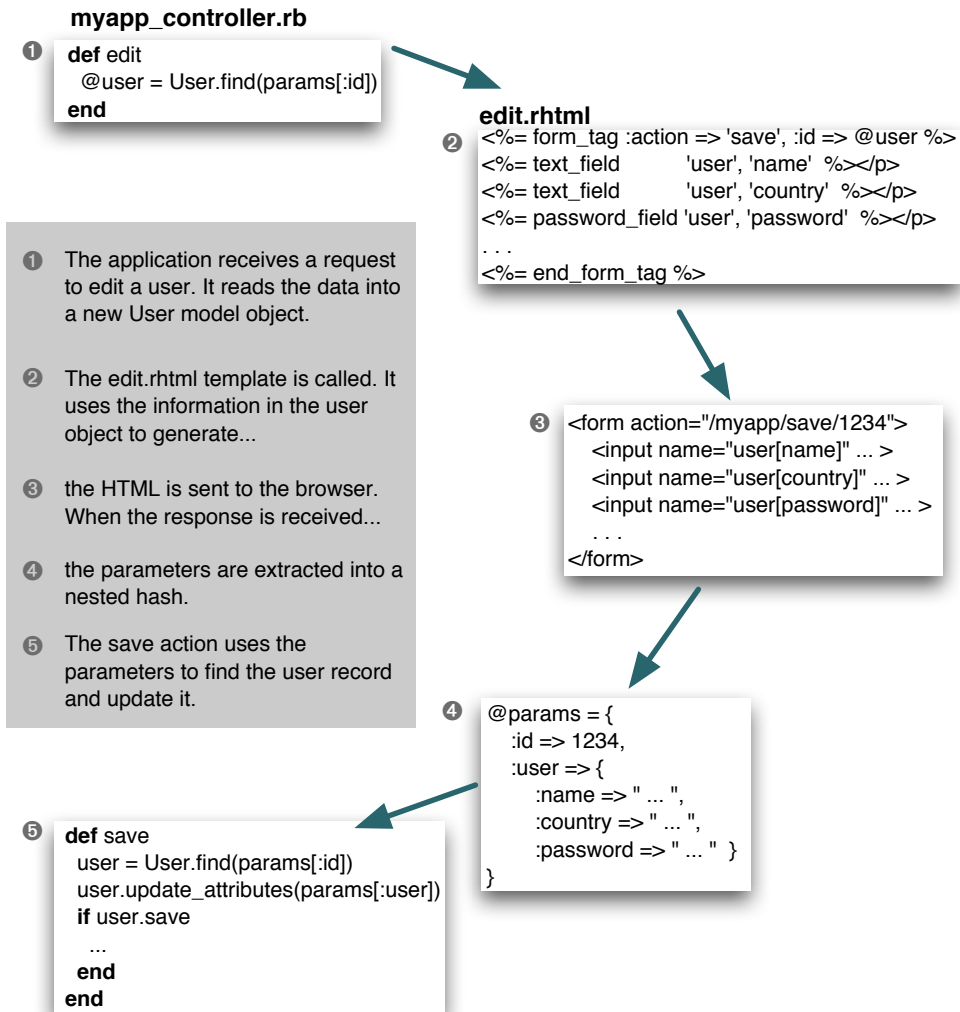 myapp_controller.rb
❶
def edit
@user = User.find(params[:id])
end
edit.rhtml
❷
<%= form_tag :action => 'save', :id => @user %>
<%= text_field 'user', 'name' %></p>
<%= text_field 'user', 'country' %></p>
<%= password_field 'user', 'password' %></p>
. . .
<%= end_form_tag %>
❶ The application receives a request
to edit a user. It reads the data into
a new User model object.
❷ The edit.rhtml template is called. It
uses the information in the user
object to generate...
❸ the HTML is sent to the browser.
When the response is received...
❹ the parameters are extracted into a
nested hash.
❺ The save action uses the
parameters to find the user record
and update it.
❸
<form action="/myapp/save/1234">
<input name="user[name]" ... >
<input name="user[country]" ... >
<input name="user[password]" ... >
. . .
</form>
❹
@params = {
:id => 1234,
:user => {
:name => " ... ",
:country => " ... ",
:password => " ... " }
}
❺
def save
user = User.find(params[:id])
user.update_attributes(params[:user])
if user.save
...
end
end